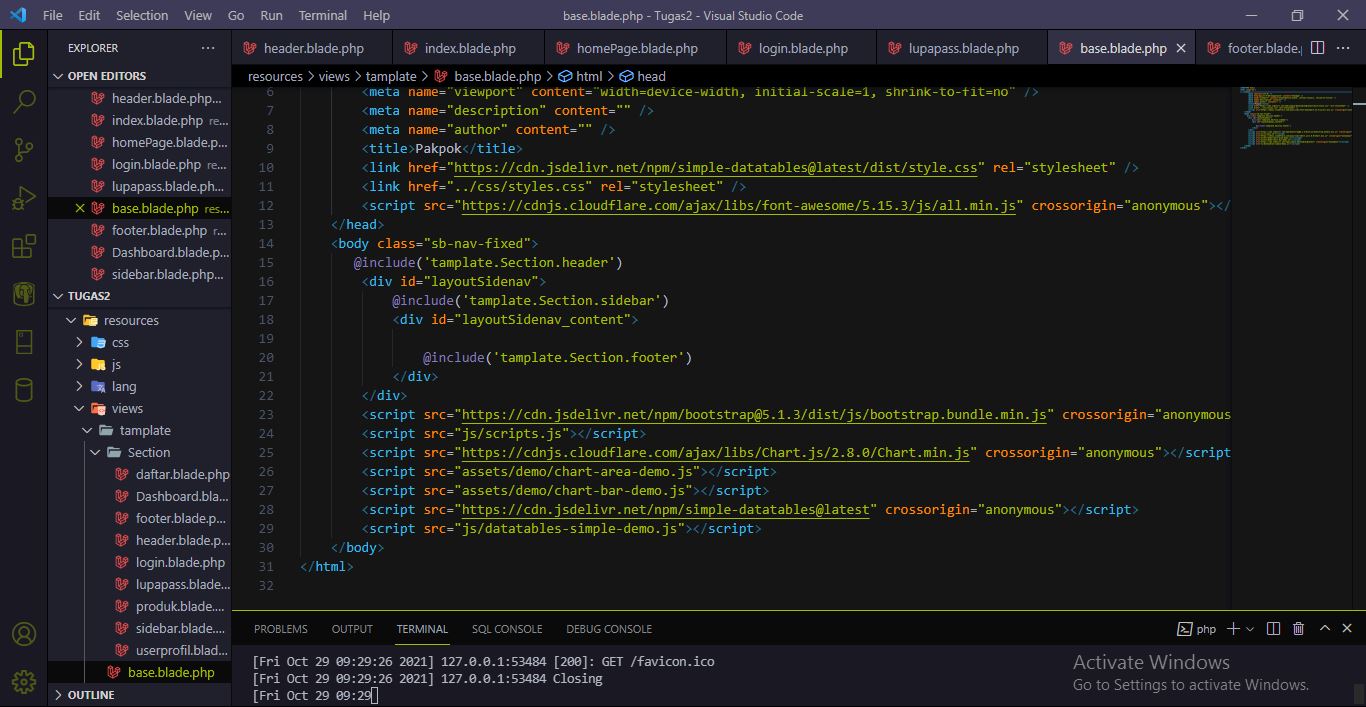 File Edit Selection View Go Run Terminal Help
base.blade.php - Tugas2 - Visual Studio Code
EXPLORER
OPEN EDITORS
header.blade.php...
index.blade.php re...
homePage.blade.p...
login.blade.php res...
lupapass.blade.ph...
base.blade.php res...
footer.blade.php r...
Dashboard.blade.p...
sidebar.blade.php...
TUGAS2
resources
css
js
lang
views
tamplate
Section
daftar.blade.php
Dashboard.bla...
footer.blade.p...
header.blade.p...
login.blade.php
lupapass.blade...
produk.blade....
sidebar.blade....
userprofil.blad...
base.blade.php
OUTLINE
header.blade.php index.blade.php homePage.blade.php login.blade.php lupapass.blade.php base.blade.php footer.blade.
resources > views > tamplate > base.blade.php > html > head
6 <meta name="viewport" content="width=device-width, initial-scale=1, shrink-to-fit=no" />
7 <meta name="description" content="" />
8 <meta name="author" content="" />
9 <title>Pakpok</title>
10 <link href="https://cdn.jsdelivr.net/npm/simple-datatables@latest/dist/style.css" rel="stylesheet" />
11 <link href="../css/styles.css" rel="stylesheet" />
12 <script src="https://cdnjs.cloudflare.com/ajax/libs/font-awesome/5.15.3/js/all.min.js" crossorigin="anonymous"></
13 </head>
14 <body class="sb-nav-fixed">
15 @include('tamplate.Section.header')
16 <div id="layoutSidenav">
17 @include('tamplate.Section.sidebar')
18 <div id="layoutSidenav_content">
19
20 @include('tamplate.Section.footer')
21 </div>
22 </div>
23 <script src="https://cdn.jsdelivr.net/npm/bootstrap@5.1.3/dist/js/bootstrap.bundle.min.js" crossorigin="anonymous
24 <script src="js/scripts.js"></script>
25 <script src="https://cdnjs.cloudflare.com/ajax/libs/Chart.js/2.8.0/Chart.min.js" crossorigin="anonymous"></script
26 <script src="assets/demo/chart-area-demo.js"></script>
27 <script src="assets/demo/chart-bar-demo.js"></script>
28 <script src="https://cdn.jsdelivr.net/npm/simple-datatables@latest" crossorigin="anonymous"></script>
29 <script src="js/datatables-simple-demo.js"></script>
30 </body>
31 </html>
32
PROBLEMS OUTPUT TERMINAL SQL CONSOLE DEBUG CONSOLE
php
[Fri Oct 29 09:29:26 2021] 127.0.0.1:53484 [200]: GET /favicon.ico
[Fri Oct 29 09:29:26 2021] 127.0.0.1:53484 Closing
[Fri Oct 29 09:29
Activate Windows
Go to Settings to activate Windows.